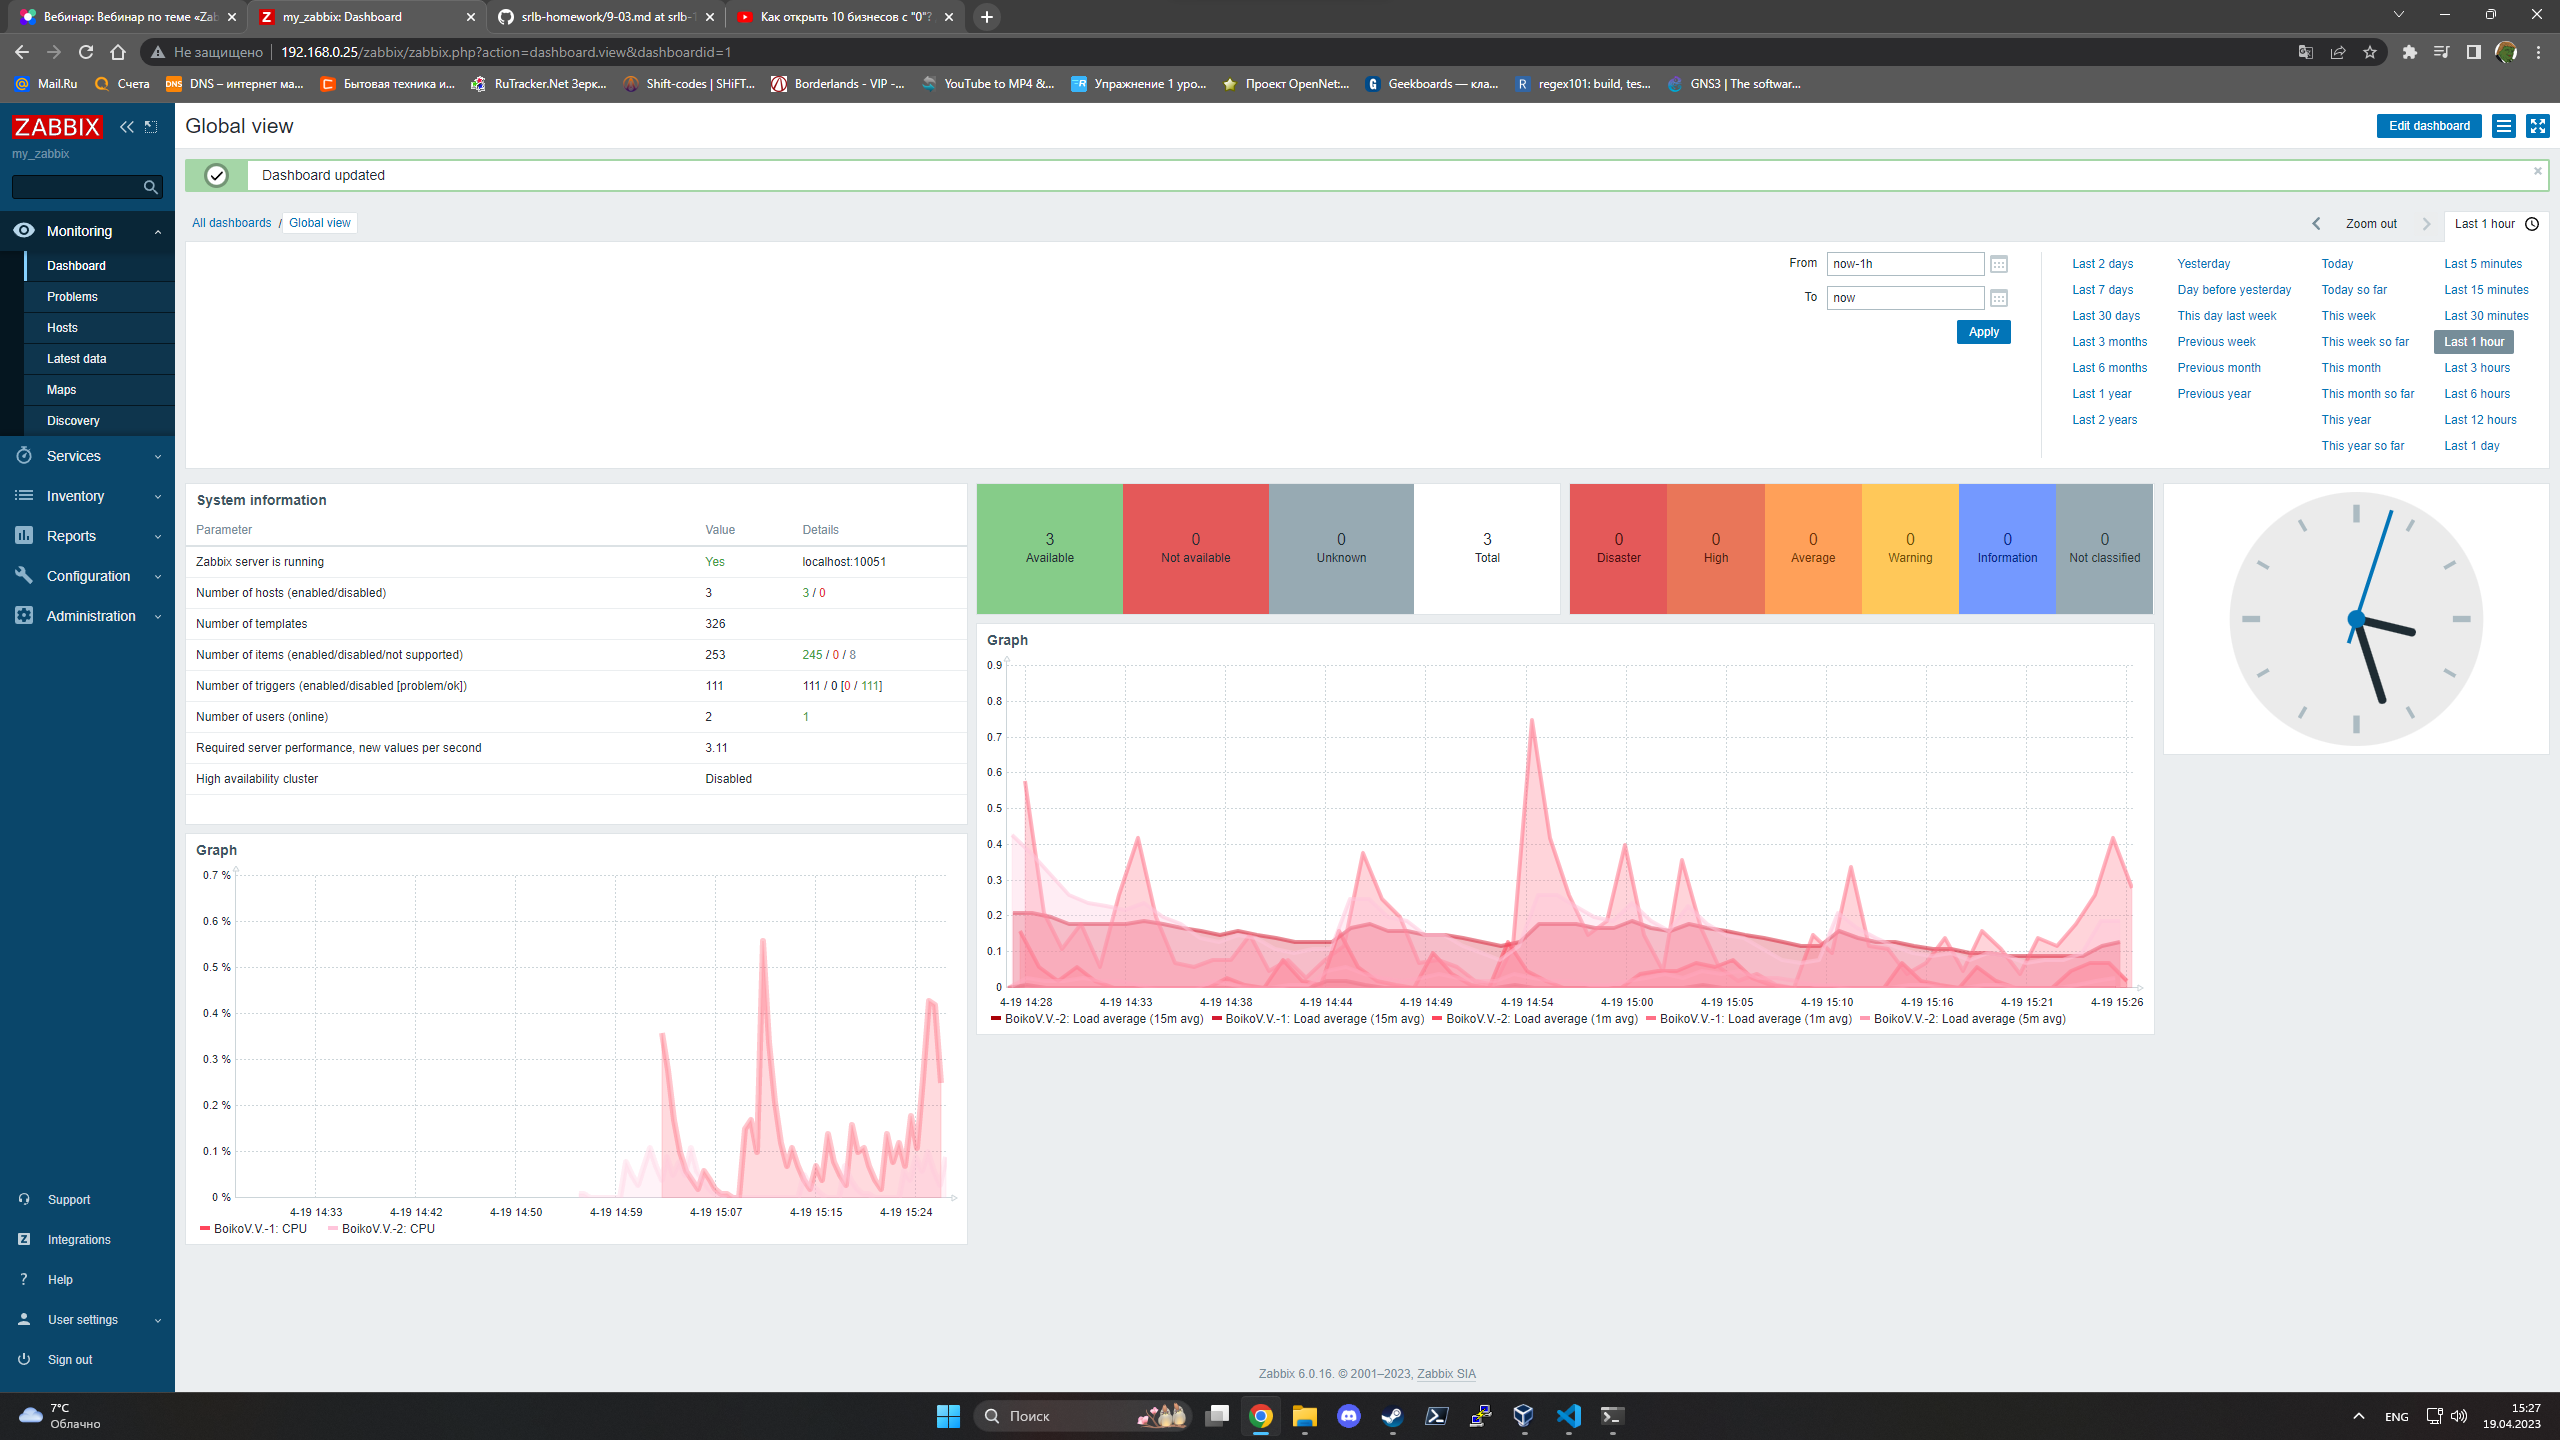 Вебинар: Вебинар по теме «Zab
my_zabbix: Dashboard
srlb-homework/9-03.md at srlb-1
Как открыть 10 бизнесов с "0"?
Не защищено
192.168.0.25/zabbix/zabbix.php?action=dashboard.view&dashboardid=1
Mail.Ru
Счета
DNS – интернет ма...
Бытовая техника и...
RuTracker.Net Зерк...
Shift-codes | SHiFT...
Borderlands - VIP -...
YouTube to MP4 &...
Упражнение 1 уро...
Проект OpenNet:...
Geekboards — кла...
regex101: build, tes...
GNS3 | The softwar...
ZABBIX
my_zabbix
Monitoring
Dashboard
Problems
Hosts
Latest data
Maps
Discovery
Services
Inventory
Reports
Configuration
Administration
Support
Integrations
Help
User settings
Sign out
Global view
Edit dashboard
Dashboard updated
All dashboards / Global view
Zoom out
Last 1 hour
From now-1h
To now
Apply
Last 2 days Yesterday Today Last 5 minutes
Last 7 days Day before yesterday Today so far Last 15 minutes
Last 30 days This day last week This week Last 30 minutes
Last 3 months Previous week This week so far Last 1 hour
Last 6 months Previous month This month Last 3 hours
Last 1 year Previous year This month so far Last 6 hours
Last 2 years This year Last 12 hours
This year so far Last 1 day
System information
Parameter Value Details
Zabbix server is running Yes localhost:10051
Number of hosts (enabled/disabled) 3 3 / 0
Number of templates 326
Number of items (enabled/disabled/not supported) 253 245 / 0 / 8
Number of triggers (enabled/disabled [problem/ok]) 111 111 / 0 [0 / 111]
Number of users (online) 2 1
Required server performance, new values per second 3.11
High availability cluster Disabled
3 0 0 3
Available Not available Unknown Total
0 0 0 0 0 0
Disaster High Average Warning Information Not classified
Graph
0.9
0.8
0.7
0.6
0.5
0.4
0.3
0.2
0.1
0
4-19 14:28 4-19 14:33 4-19 14:38 4-19 14:44 4-19 14:49 4-19 14:54 4-19 15:00 4-19 15:05 4-19 15:10 4-19 15:16 4-19 15:21 4-19 15:26
BoikoV.V.-2: Load average (15m avg) BoikoV.V.-1: Load average (15m avg) BoikoV.V.-2: Load average (1m avg) BoikoV.V.-1: Load average (1m avg) BoikoV.V.-2: Load average (5m avg)
Graph
0.7 %
0.6 %
0.5 %
0.4 %
0.3 %
0.2 %
0.1 %
0 %
4-19 14:33 4-19 14:42 4-19 14:50 4-19 14:59 4-19 15:07 4-19 15:15 4-19 15:24
BoikoV.V.-1: CPU BoikoV.V.-2: CPU
Zabbix 6.0.16. © 2001–2023, Zabbix SIA
7°C
Облачно
Поиск
ENG
15:27
19.04.2023